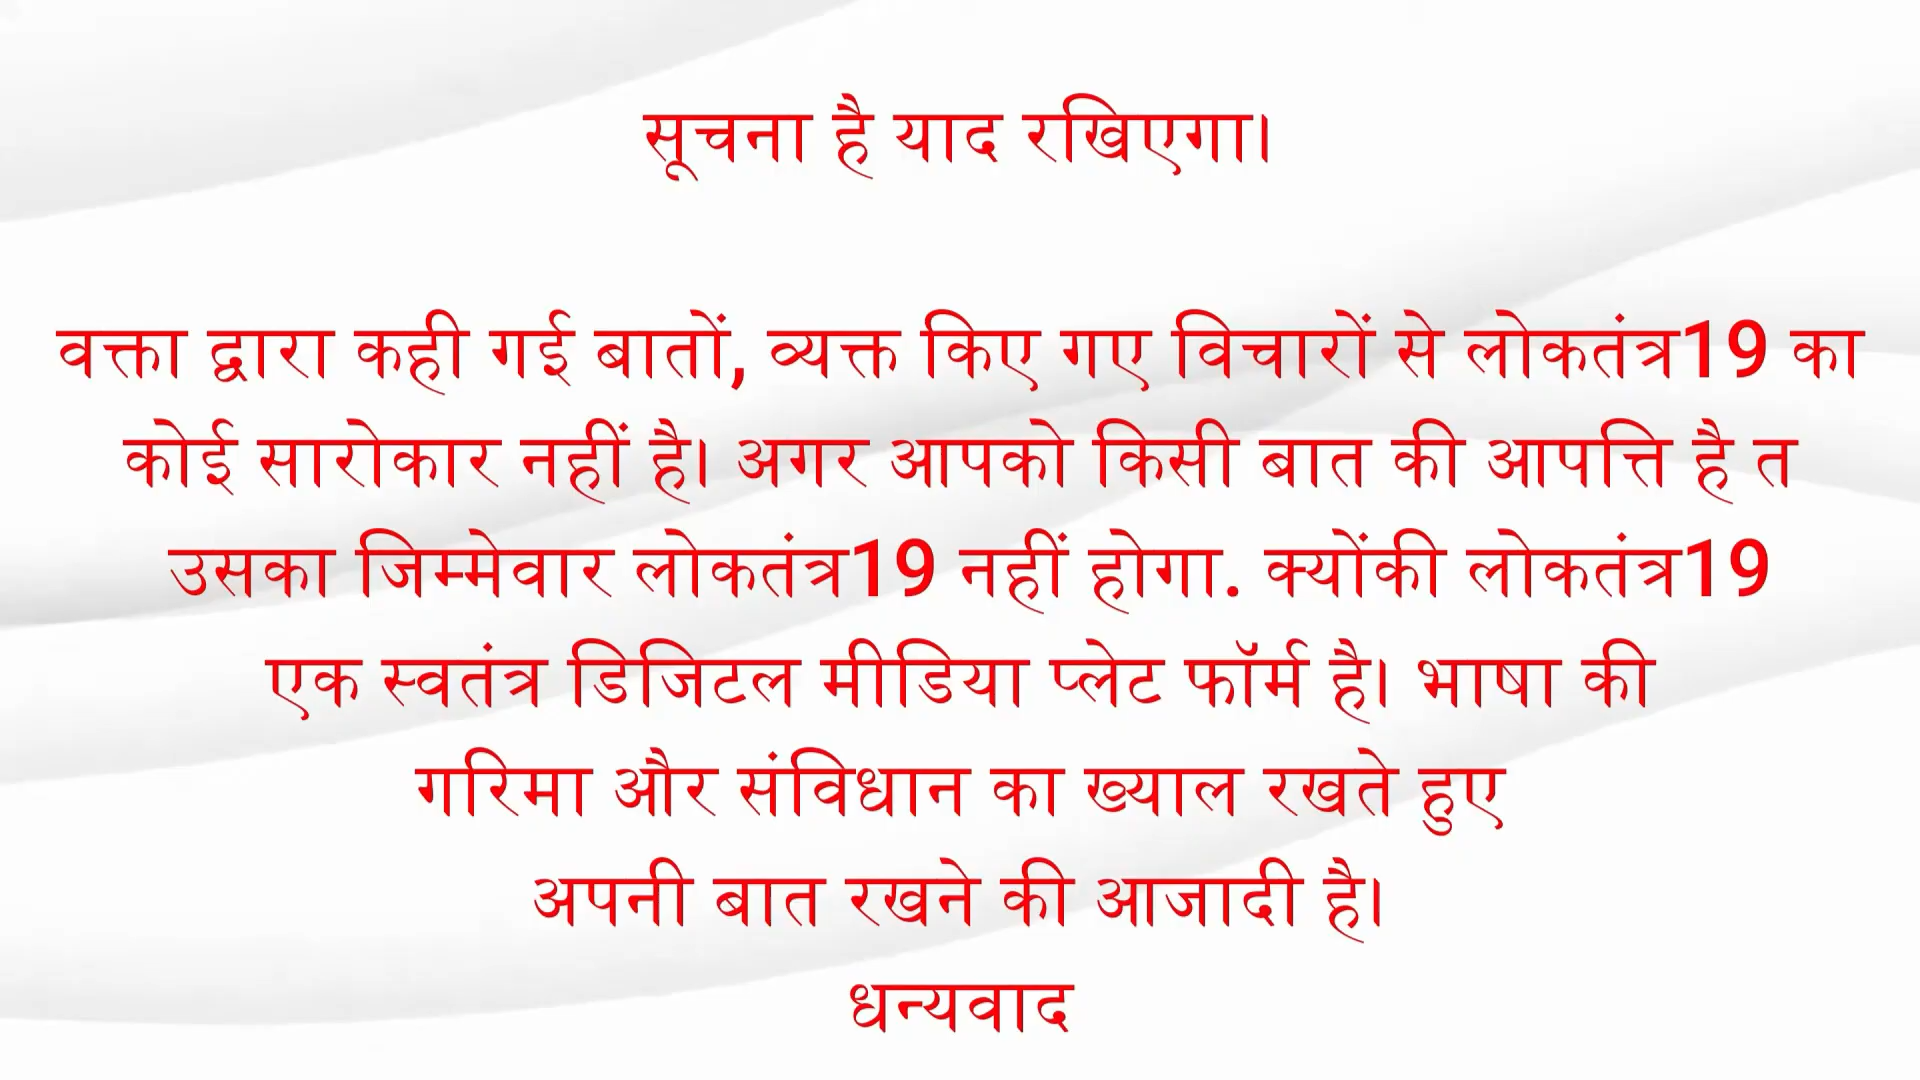 सूचना है याद रखिएगा।
वक्ता द्वारा कही गई बातों, व्यक्त किए गए विचारों से लोकतंत्र19 का
कोई सारोकार नहीं है। अगर आपको किसी बात की आपत्ति है त
उसका जिम्मेवार लोकतंत्र19 नहीं होगा. क्योंकी लोकतंत्र19
एक स्वतंत्र डिजिटल मीडिया प्लेट फॉर्म है। भाषा की
गरिमा और संविधान का ख्याल रखते हुए
अपनी बात रखने की आजादी है।
धन्यवाद